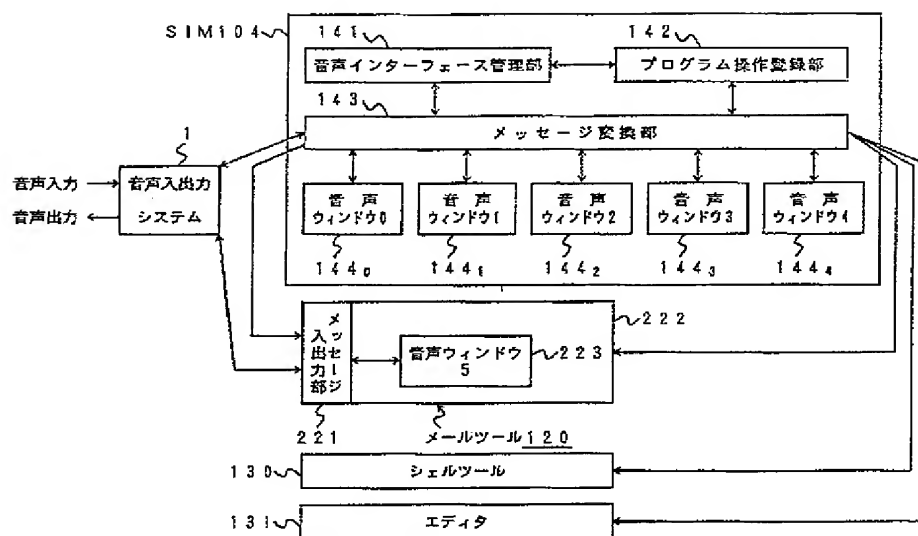 SIM104
141
142
音声インターフェース管理部
プログラム操作登録部
143
メッセージ変換部
1
音声入力
音声出力
音声入出力
システム
音声
ウィンドウ0
音声
ウィンドウ1
音声
ウィンドウ2
音声
ウィンドウ3
音声
ウィンドウ4
144₀
144₁
144₂
144₃
144₄
メッセージ
入出力部
音声ウィンドウ
5
222
223
221
メールツール 120
130
シェルツール
131
エディタ